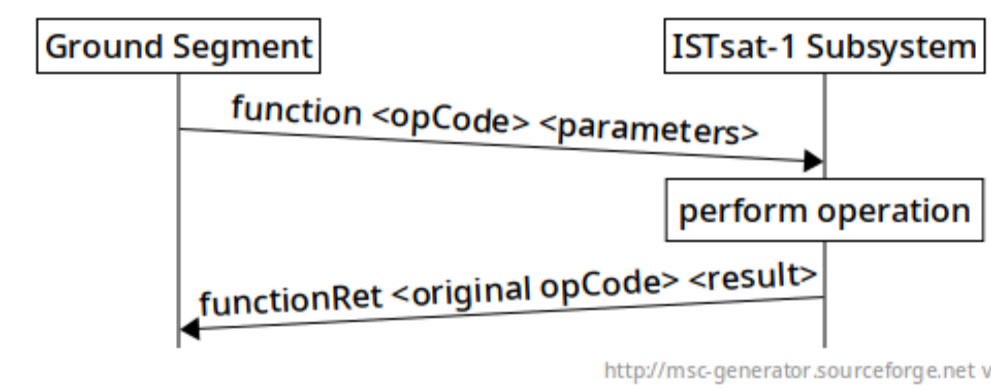 Ground Segment
ISTsat-1 Subsystem
function <opCode> <parameters>
perform operation
functionRet <original opCode> <result>
http://msc-generator.sourceforge.net v